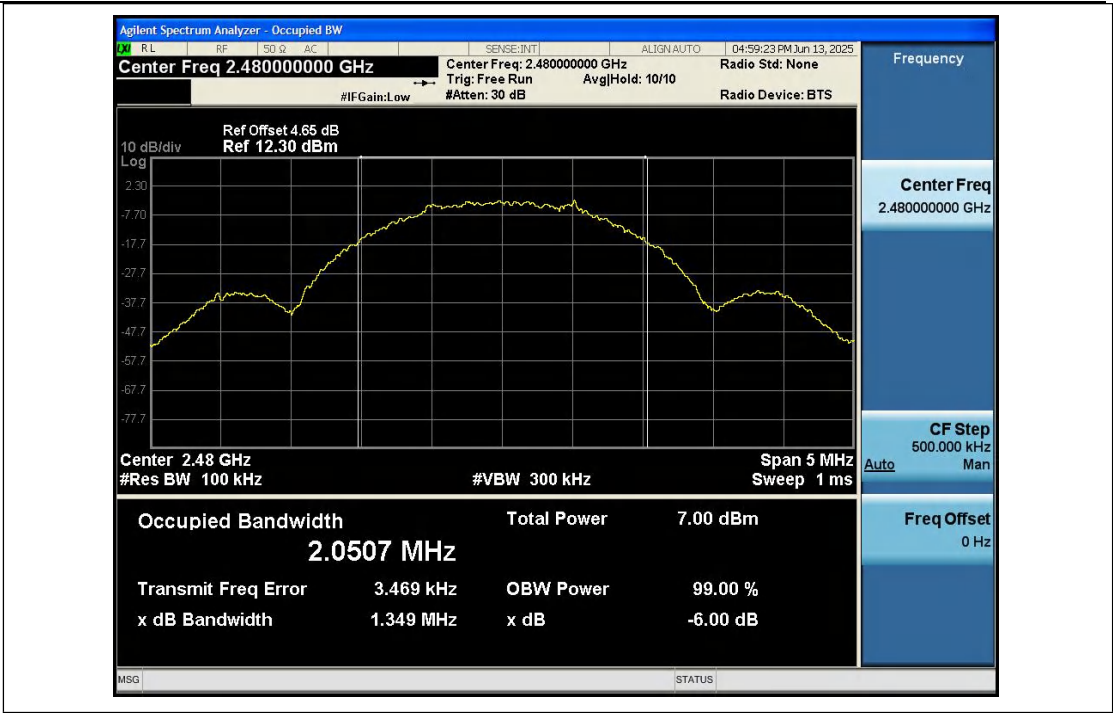 Agilent Spectrum Analyzer - Occupied BW
LXI RL RF 50 Ω AC SENSE:INT ALIGN AUTO 04:59:23 PM Jun 13, 2025
Center Freq 2.480000000 GHz
Center Freq: 2.480000000 GHz
Radio Std: None
Trig: Free Run Avg|Hold: 10/10
#IFGain:Low
#Atten: 30 dB
Radio Device: BTS
Frequency
Ref Offset 4.65 dB
10 dB/div Ref 12.30 dBm
Log
2.30
-7.70
-17.7
-27.7
-37.7
-47.7
-57.7
-67.7
-77.7
Center Freq
2.480000000 GHz
Center 2.48 GHz Span 5 MHz
#Res BW 100 kHz #VBW 300 kHz Sweep 1 ms
CF Step
500.000 kHz
Auto Man
Occupied Bandwidth Total Power 7.00 dBm
2.0507 MHz
Transmit Freq Error 3.469 kHz OBW Power 99.00 %
x dB Bandwidth 1.349 MHz x dB -6.00 dB
Freq Offset
0 Hz
MSG STATUS